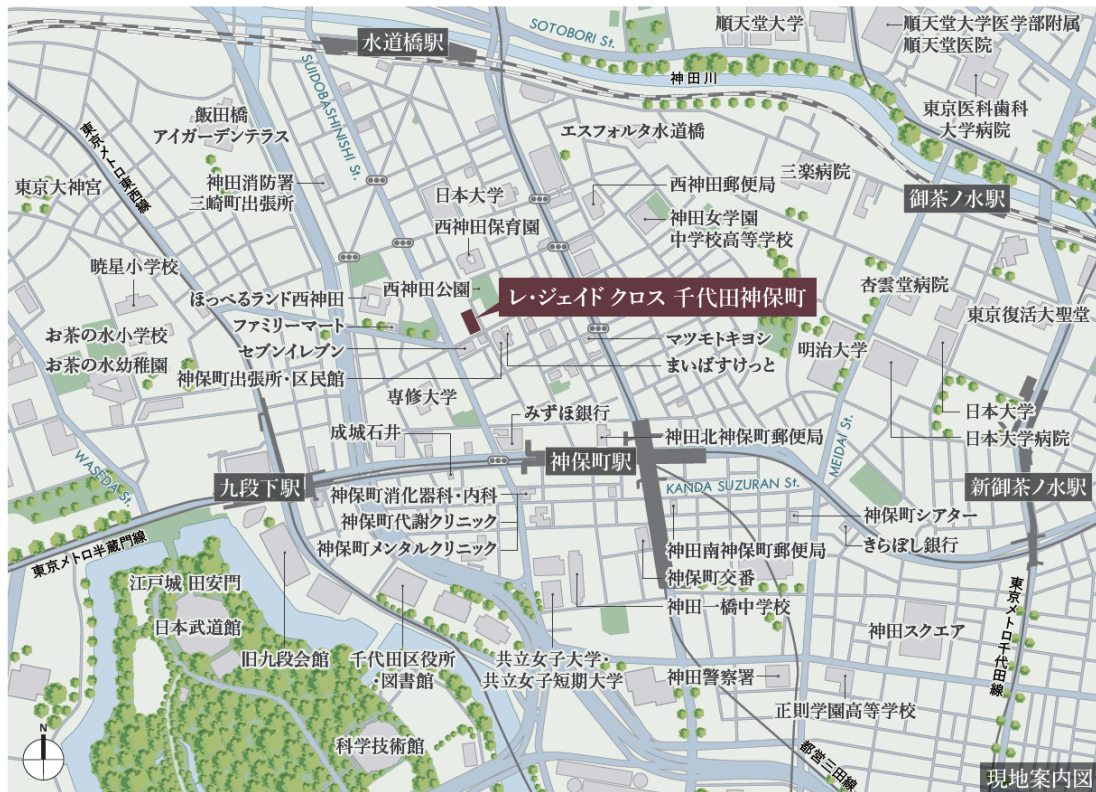 水道橋駅
SOTOBORI St.
順天堂大学
順天堂大学医学部附属
順天堂医院
神田川
東京医科歯科
大学病院
SUIDOBASHINISHI St.
飯田橋
アイガーデンテラス
東京メトロ東西線
エスフォルタ水道橋
三楽病院
東京大神宮
神田消防署
三崎町出張所
日本大学
西神田郵便局
御茶ノ水駅
西神田保育園
神田女学園
中学校高等学校
暁星小学校
ほっぺるランド西神田
西神田公園
レ・ジェイド クロス 千代田神保町
杏雲堂病院
東京復活大聖堂
お茶の水小学校
お茶の水幼稚園
ファミリーマート
セブンイレブン
神保町出張所・区民館
マツモトキヨシ
まいばすけっと
明治大学
専修大学
みずほ銀行
日本大学
日本大学病院
成城石井
神田北神保町郵便局
MEIDAI St.
WASEDA St.
九段下駅
神保町駅
KANDA SUZURAN St.
新御茶ノ水駅
神保町消化器科・内科
神保町代謝クリニック
神保町メンタルクリニック
神保町シアター
きらぼし銀行
東京メトロ半蔵門線
神田南神保町郵便局
神保町交番
神田一橋中学校
江戸城 田安門
日本武道館
旧九段会館
千代田区役所
・図書館
共立女子大学・
共立女子短期大学
神田スクエア
東京メトロ千代田線
神田警察署
正則学園高等学校
科学技術館
都営三田線
N
現地案内図